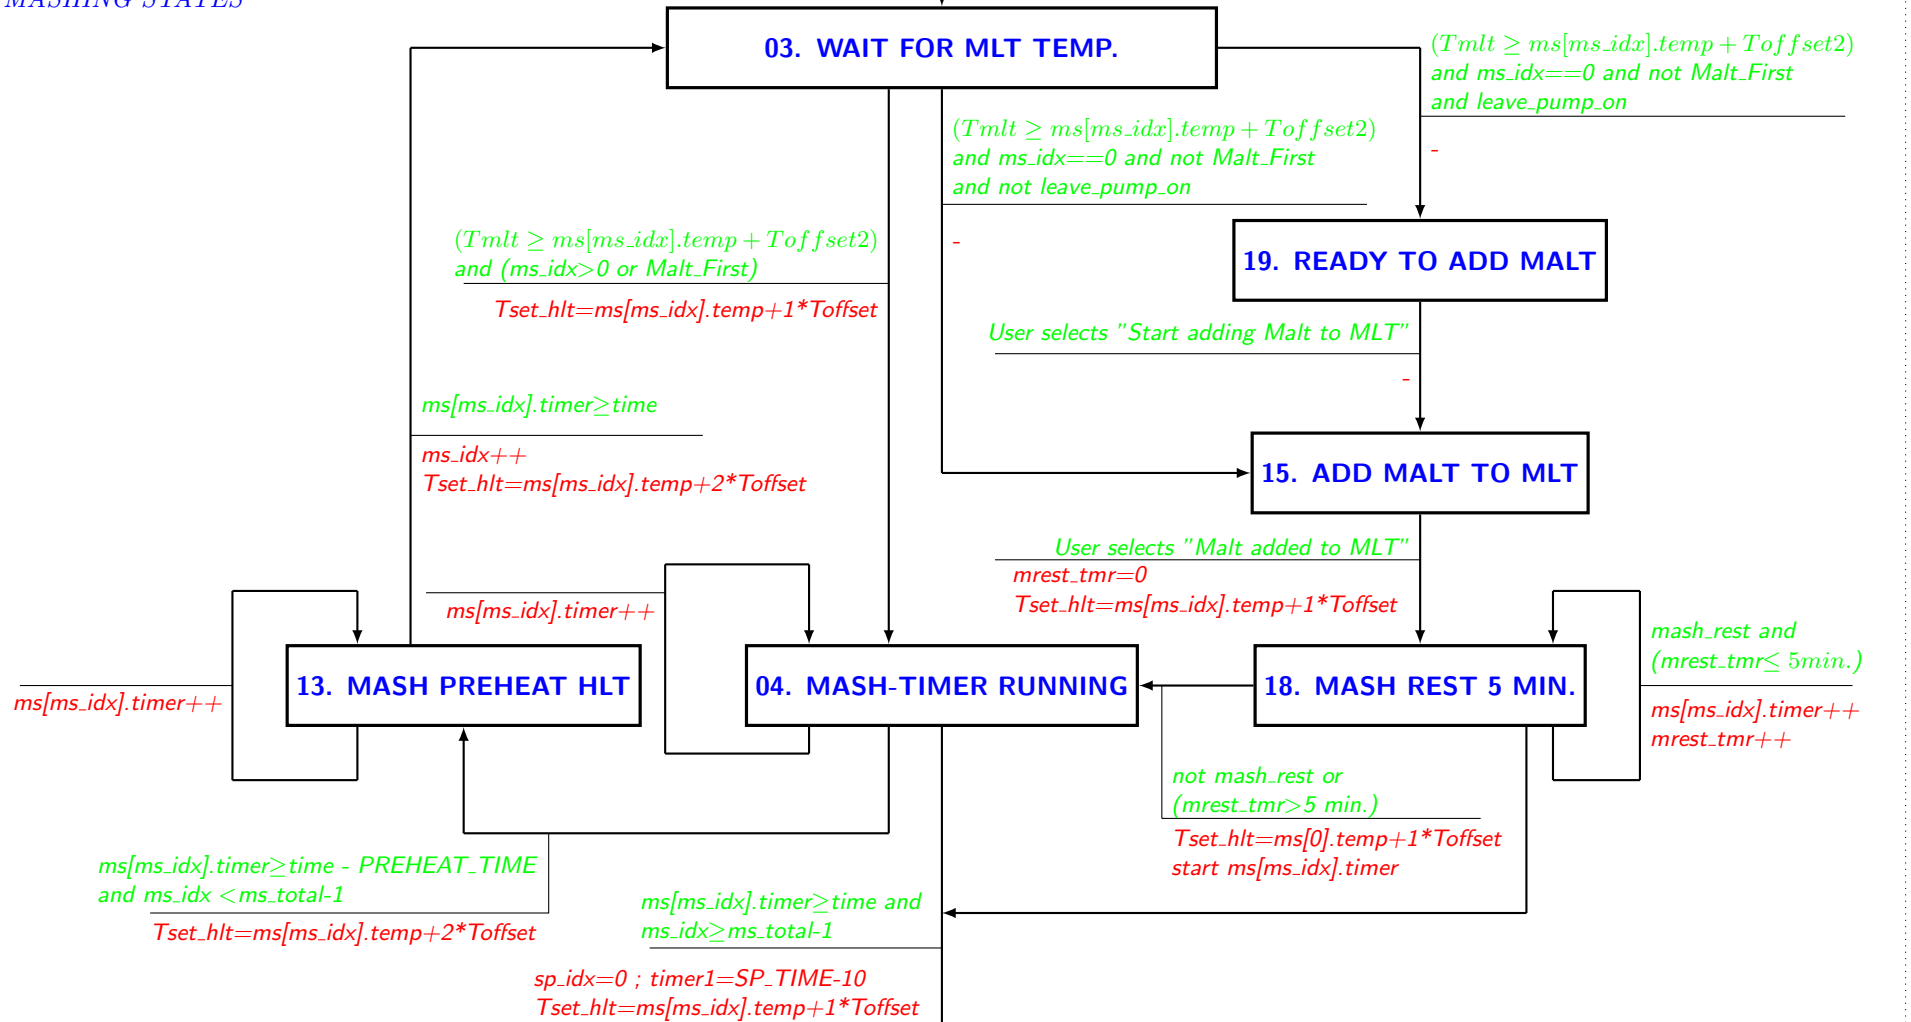 MASHING STATES
03. WAIT FOR MLT TEMP.
(Tmlt ≥ ms[ms_idx].temp + Toffset2)
and ms_idx==0 and not Malt_First
and leave_pump_on
-
(Tmlt ≥ ms[ms_idx].temp + Toffset2)
and ms_idx==0 and not Malt_First
and not leave_pump_on
-
(Tmlt ≥ ms[ms_idx].temp + Toffset2)
and (ms_idx>0 or Malt_First)
Tset_hlt=ms[ms_idx].temp+1*Toffset
19. READY TO ADD MALT
User selects "Start adding Malt to MLT"
-
ms[ms_idx].timer≥time
ms_idx++
Tset_hlt=ms[ms_idx].temp+2*Toffset
15. ADD MALT TO MLT
User selects "Malt added to MLT"
mrest_tmr=0
Tset_hlt=ms[ms_idx].temp+1*Toffset
ms[ms_idx].timer++
mash_rest and
(mrest_tmr≤ 5min.)
ms[ms_idx].timer++
mrest_tmr++
ms[ms_idx].timer++
13. MASH PREHEAT HLT
04. MASH-TIMER RUNNING
18. MASH REST 5 MIN.
not mash_rest or
(mrest_tmr>5 min.)
Tset_hlt=ms[0].temp+1*Toffset
start ms[ms_idx].timer
ms[ms_idx].timer≥time - PREHEAT_TIME
and ms_idx <ms_total-1
Tset_hlt=ms[ms_idx].temp+2*Toffset
ms[ms_idx].timer≥time and
ms_idx≥ms_total-1
sp_idx=0 ; timer1=SP_TIME-10
Tset_hlt=ms[ms_idx].temp+1*Toffset